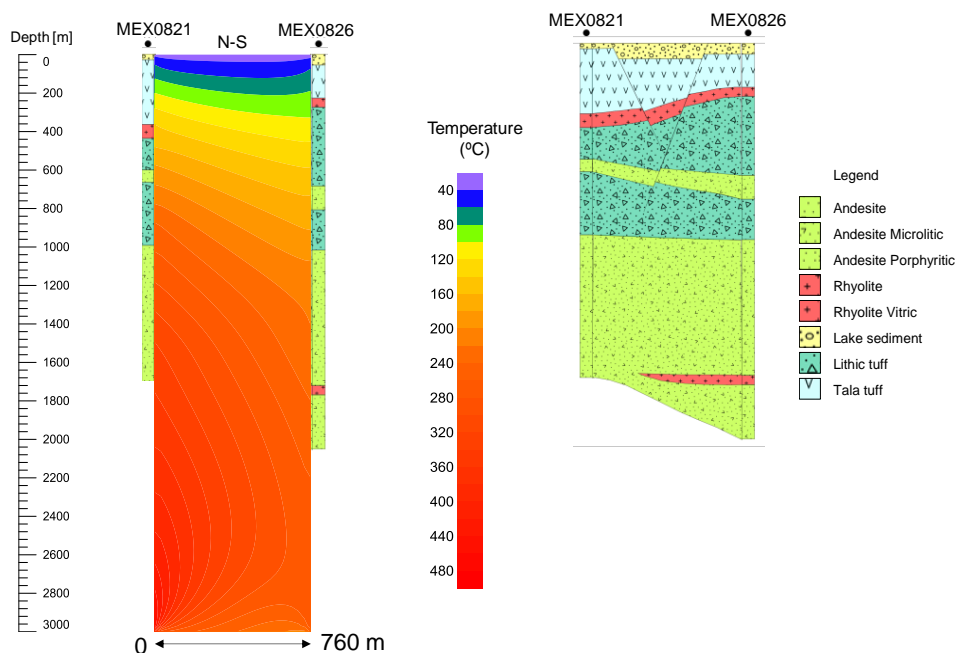 MEX0821
MEX0826
N-S
Depth [m]
0
200
400
600
800
1000
1200
1400
1600
1800
2000
2200
2400
2600
2800
3000
0
760 m
Temperature
(ºC)
40
80
120
160
200
240
280
320
360
400
440
480
MEX0821
MEX0826
Legend
Andesite
Andesite Microlitic
Andesite Porphyritic
Rhyolite
Rhyolite Vitric
Lake sediment
Lithic tuff
Tala tuff